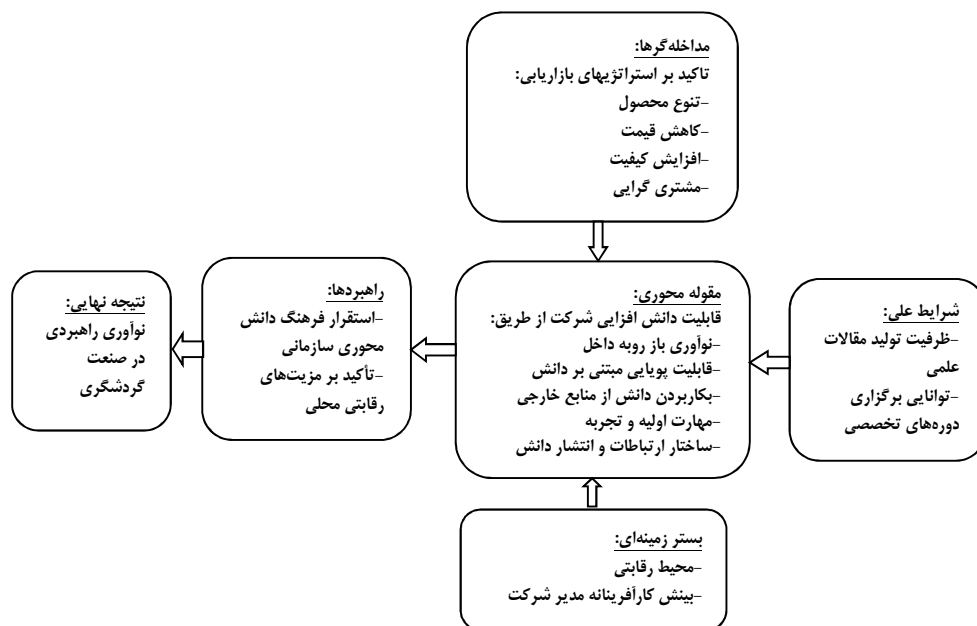 مداخله‌گرها:
تاکید بر استراتژیهای بازاریابی:
-تنوع محصول
-کاهش قیمت
-افزایش کیفیت
-مشتری گرایی
شرایط علی:
-ظرفیت تولید مقالات
علمی
-توانایی برگزاری
دوره‌های تخصصی
مقوله محوری:
قابلیت دانش افزایی شرکت از طریق:
-نوآوری باز روبه داخل
-قابلیت پویایی مبتنی بر دانش
-بکاربردن دانش از منابع خارجی
-مهارت اولیه و تجربه
-ساختار ارتباطات و انتشار دانش
راهبردها:
-استقرار فرهنگ دانش
محوری سازمانی
-تأکید بر مزیت‌های
رقابتی محلی
نتیجه نهایی:
نوآوری راهبردی
در صنعت
گردشگری
بستر زمینه‌ای:
-محیط رقابتی
-بینش کارآفرینانه مدیر شرکت